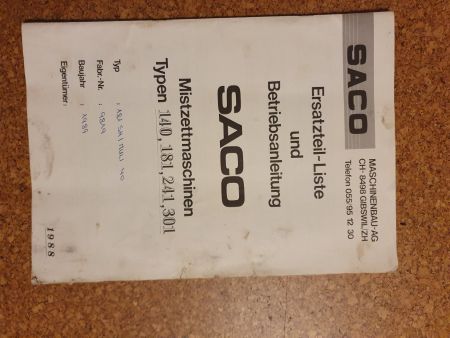 SACO
MASCHINENBAU-AG
CH-8498 GIBSWIL/ZH
Telefon 055/95 12 30
Ersatzteil-Liste
und
Betriebsanleitung
SACO
Mistzettmaschinen
Typen 140,181,241,301
Typ :
Fabr.-Nr. :
Baujahr : 1989
Eigentümer:
1988